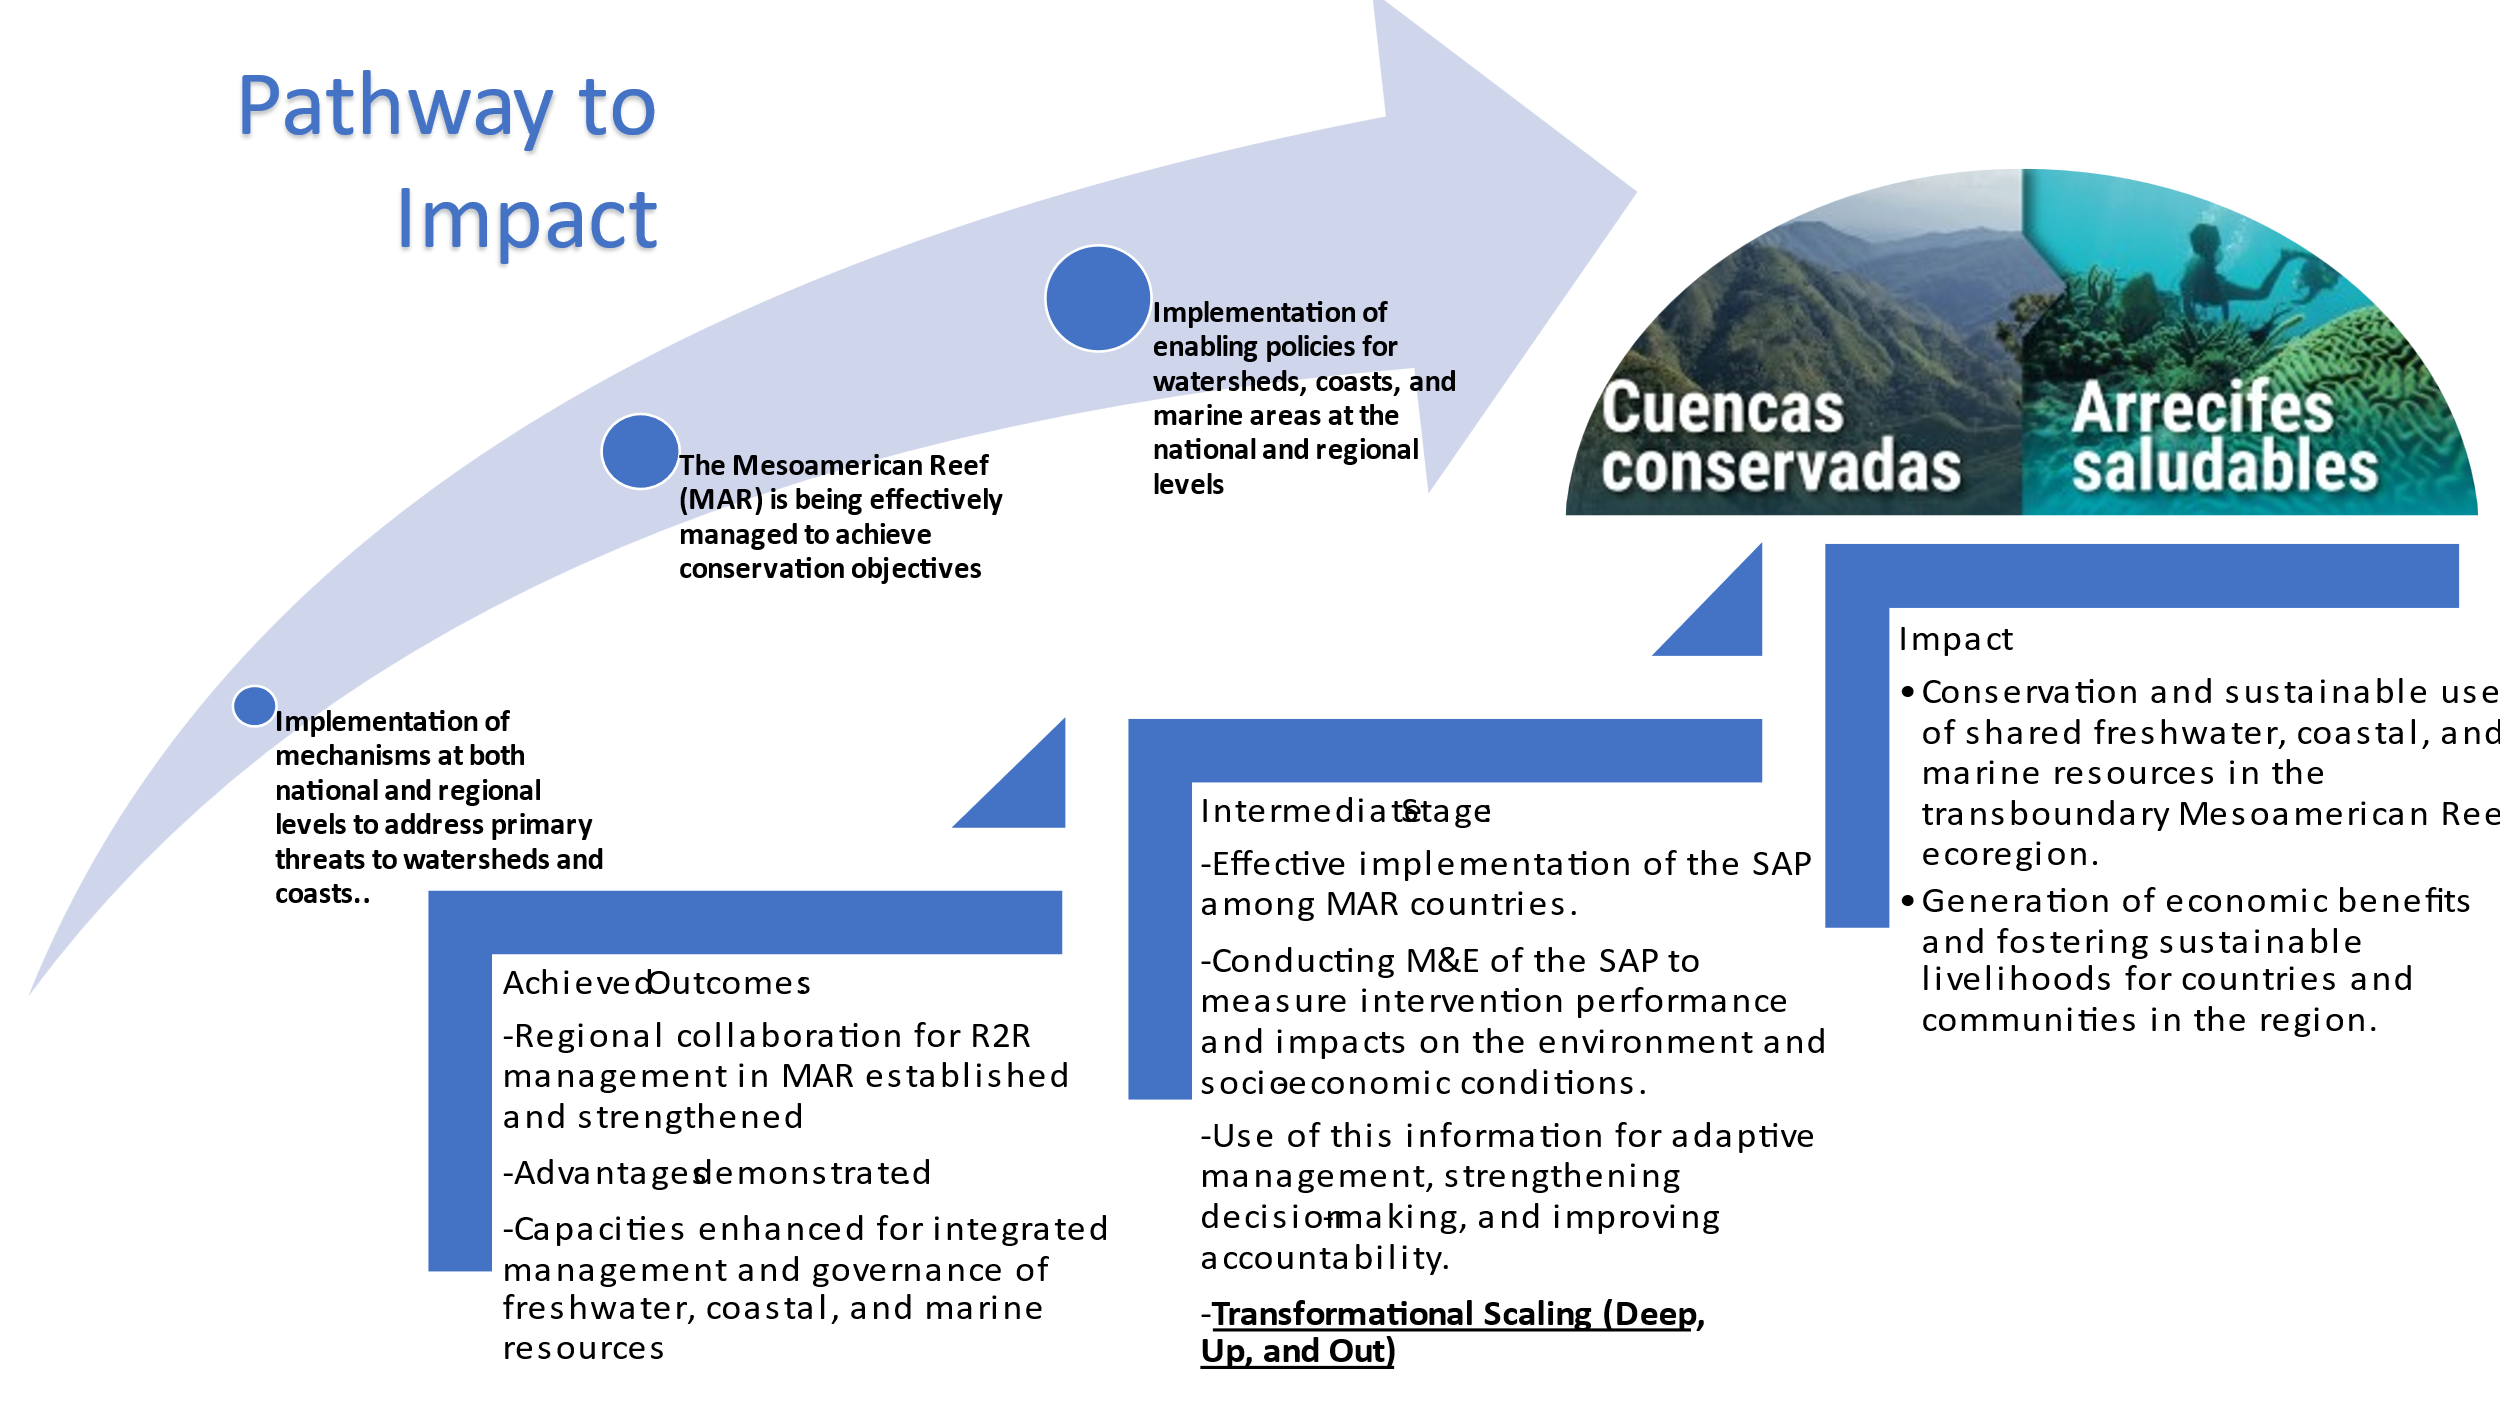 Pathway to
Impact
Implementation of
enabling policies for
watersheds, coasts, and
marine areas at the
national and regional
levels
The Mesoamerican Reef
(MAR) is being effectively
managed to achieve
conservation objectives
Implementation of
mechanisms at both
national and regional
levels to address primary
threats to watersheds and
coasts..
Cuencas
conservadas
Arrecifes
saludables
Achieved Outcomes:
-Regional collaboration for R2R
management in MAR established
and strengthened
-Advantages demonstrated.
-Capacities enhanced for integrated
management and governance of
freshwater, coastal, and marine
resources
Intermediate Stage:
-Effective implementation of the SAP
among MAR countries.
-Conducting M&E of the SAP to
measure intervention performance
and impacts on the environment and
socio-economic conditions.
-Use of this information for adaptive
management, strengthening
decision-making, and improving
accountability.
-Transformational Scaling (Deep,
Up, and Out)
Impact
•Conservation and sustainable use
of shared freshwater, coastal, and
marine resources in the
transboundary Mesoamerican Ree
ecoregion.
•Generation of economic benefits
and fostering sustainable
livelihoods for countries and
communities in the region.